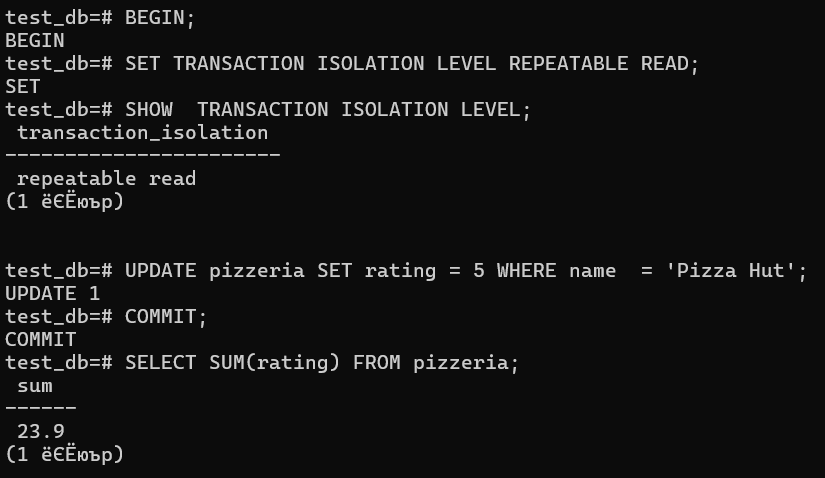 test_db=# BEGIN;
BEGIN
test_db=# SET TRANSACTION ISOLATION LEVEL REPEATABLE READ;
SET
test_db=# SHOW  TRANSACTION ISOLATION LEVEL;
 transaction_isolation
-----------------------
 repeatable read
(1 ёЄЁюър)

test_db=# UPDATE pizzeria SET rating = 5 WHERE name  = 'Pizza Hut';
UPDATE 1
test_db=# COMMIT;
COMMIT
test_db=# SELECT SUM(rating) FROM pizzeria;
 sum
------
 23.9
(1 ёЄЁюър)